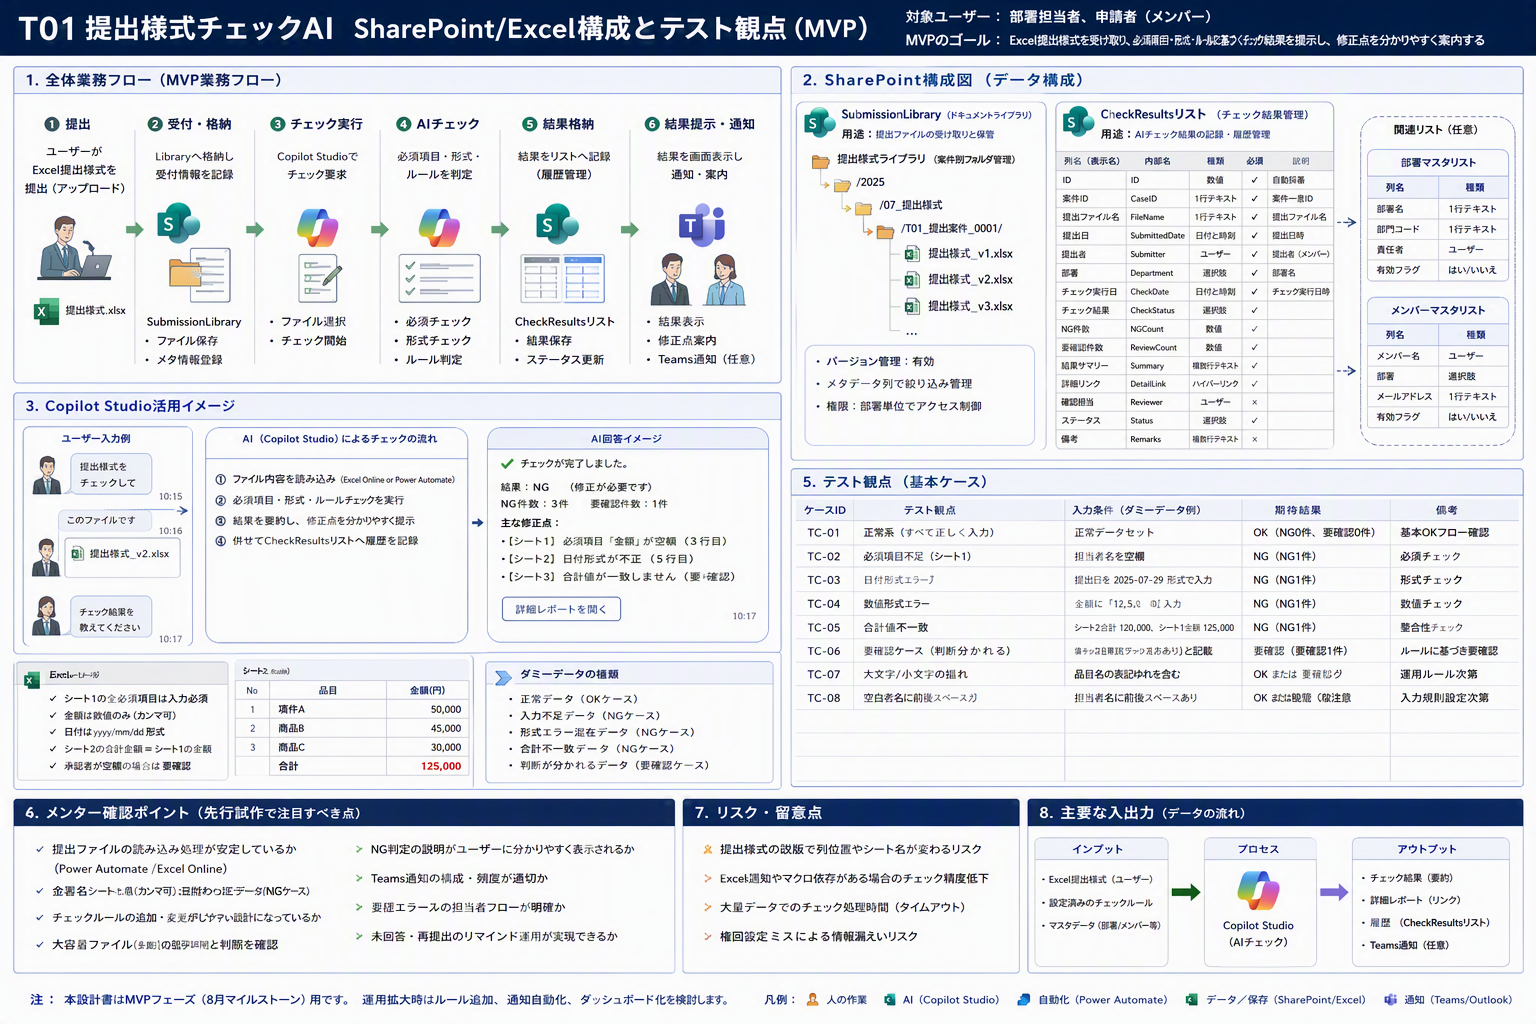 T01 提出様式チェックAI SharePoint/Excel構成とテスト観点 (MVP)
対象ユーザー： 部署担当者、申請者（メンバー）
MVPのゴール： Excel提出様式を受け取り、
結果を提示し、修正点を分かりやすく案内する
1. 全体業務フロー（MVP業務フロー）
1 提出
ユーザーが
Excel提出様式を
提出（アップロード）
提出様式.xlsx
2 受付・格納
Libraryへ格納し
受付情報を記録
SubmissionLibrary
• ファイル保存
• メタ情報登録
3 チェック実行
Copilot Studioで
チェック要求
• ファイル選択
• チェック開始
4 AIチェック
必須項目・形式・
ルールを判定
• 必須チェック
• 形式チェック
• ルール判定
5 結果格納
結果をリストへ記録
（履歴管理）
CheckResultsリスト
• 結果保存
• ステータス更新
6 結果提示・通知
結果を画面表示し
通知・案内
• 結果表示
• 修正点案内
• Teams通知（任意）
2. SharePoint構成図 （データ構成）
SubmissionLibrary（ドキュメントライブラリ）
用途：提出ファイルの受け取りと保管
提出様式ライブラリ（案件別フォルダ管理）
/2025
/07_提出様式
/T01_提出案件_0001/
提出様式_v1.xlsx
提出様式_v2.xlsx
提出様式_v3.xlsx
...
• バージョン管理：有効
• メタデータ列で絞り込み管理
• 権限：部署単位でアクセス制御
CheckResultsリスト （チェック結果管理）
用途：AIチェック結果の記録・履歴管理
列名（表示名） 内部名 種類 必須 説明
ID ID 数値 ✓
案件ID CaseID 1行テキスト ✓ 案件一意ID
提出ファイル名 FileName 1行テキスト ✓ 提出ファイル名
提出日 SubmittedDate 日付と時刻 ✓ 提出日時
提出者 Submitter ユーザー ✓ 提出者（メンバー）
部署 Department 選択肢 ✓ 部署名
チェック実行日 CheckDate 日付と時刻 ✓ チェック実行日時
チェック結果 CheckStatus 選択肢 ✓
NG件数 NGCount 数値 ✓
要確認件数 ReviewCount 数値 ✓
結果サマリー Summary 複数行テキスト ✓
詳細リンク DetailLink ハイパーリンク ✓
確認担当 Reviewer ユーザー ×
ステータス Status 選択肢 ✓
備考 Remarks 複数行テキスト ×
関連リスト（任意）
部署マスタリスト
列名 種類
部署名 1行テキスト
部門コード 1行テキスト
責任者 ユーザー
有効フラグ はい/いいえ
メンバーマスタリスト
列名 種類
メンバー名 ユーザー
部署 選択肢
メールアドレス 1行テキスト
有効フラグ はい/いいえ
3. Copilot Studio活用イメージ
ユーザー入力例
提出様式を
チェックして
10:15
このファイルです
10:16
提出様式_v2.xlsx
チェック結果を
教えてください
10:17
AI（Copilot Studio）によるチェックの流れ
① ファイル内容を読み込み（Excel Online or Power Automate）
② 必須項目・形式・ルールチェックを実行
③ 結果を要約し、修正点を分かりやすく提示
④ 併せてCheckResultsリストへ履歴を記録
AI回答イメージ
✓ チェックが完了しました。
結果：NG （修正が必要です）
NG件数：3件 要確認件数：1件
主な修正点：
•［シート1］ 必須項目「金額」が空欄（3行目）
•［シート2］ 日付形式が不正（5行目）
•［シート3］ 合計値が一致しません（要確認）
詳細レポートを開く
10:17
✓ シート1の全必須項目は入力必須
✓ 金額は数値のみ（カンマ可）
✓ 日付はyyyy/mm/dd 形式
✓ シート2の合計金額＝シート1の金額
✓ 承認者が空欄の場合は 要確認
シート2
No 品目 金額(円)
1 項件A 50,000
2 商品B 45,000
3 商品C 30,000
合計 125,000
ダミーデータの種類
• 正常データ（OKケース）
• 入力不足データ（NGケース）
• 形式エラー混在データ（NGケース）
• 合計不一致データ（NGケース）
• 判断が分かれるデータ（要確認ケース）
5. テスト観点 （基本ケース）
ケースID テスト観点 入力条件（ダミーデータ例） 期待結果 備考
TC-01 正常系（すべて正しく入力） 正常データセット OK（NG0件、要確認0件） 基本OKフロー確認
TC-02 必須項目不足（シート1） 担当者名を空欄 NG（NG1件） 必須チェック
TC-03 日付形式エラー 提出日を 2025-07-29 形式で入力 NG（NG1件） 形式チェック
TC-04 数値形式エラー 金額に 入力 NG（NG1件） 数値チェック
TC-05 合計値不一致 シート2合計 120,000、シート1金額 125,000 NG（NG1件） 整合性チェック
TC-06 要確認ケース（判断分かれる） と記載 要確認（要確認1件） ルールに基づき要確認
TC-07 大文字/小文字の揺れ 品目名の表記ゆれを含む OK または 運用ルール次第
TC-08 空白者名に前後スペース 担当者名に前後スペースあり OK または 入力規則設定次第
6. メンター確認ポイント（先行試作で注目すべき点）
✓ 提出ファイルの読み込み処理が安定しているか
（Power Automate /Excel Online）
✓ チェックルールの追加・変更がしやすい設計になっているか
✓ 大容量ファイル と判断を確認
NG判定の説明がユーザーに分かりやすく表示されるか
Teams通知の構成・頻度が適切か
要確エラースの担当者フローが明確か
未回答・再提出のリマインド運用が実現できるか
7. リスク・留意点
提出様式の改版で列位置やシート名が変わるリスク
Excel通知やマクロ依存がある場合のチェック精度低下
大量データでのチェック処理時間（タイムアウト）
権回設定ミスによる情報漏えいリスク
8. 主要な入出力（データの流れ）
インプット
• Excel提出様式（ユーザー）
• 設定済みのチェックルール
• マスタデータ（部署/メンバー等）
プロセス
Copilot Studio
（AIチェック）
アウトプット
• チェック結果（要約）
• 詳細レポート（リンク）
• 履歴 （CheckResultsリスト）
• Teams通知（任意）
注： 本設計書はMVPフェーズ（8月マイルストーン）用です。 運用拡大時はルール追加、通知自動化、ダッシュボード化を検討します。
凡例： 人の作業 AI（Copilot Studio） 自動化（Power Automate） データ／保存（SharePoint/Excel） 通知（Teams/Outlook）